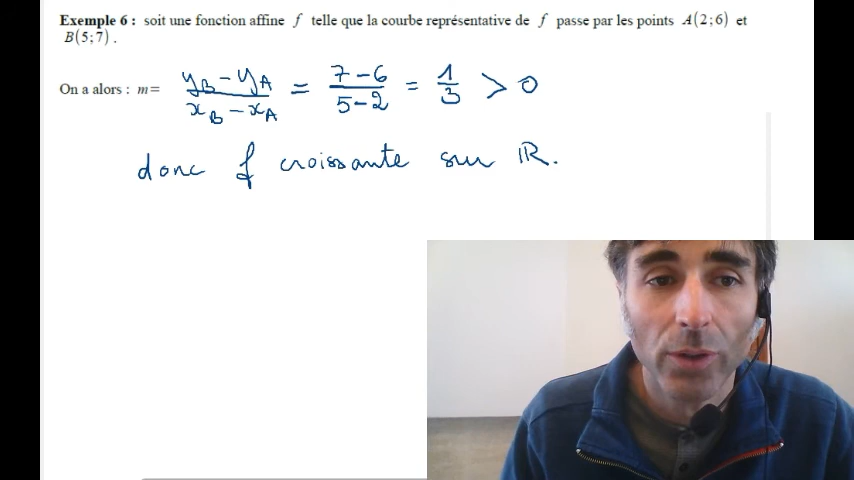 Exemple 6 : soit une fonction affine f telle que la courbe représentative de f passe par les points A(2;6) et
B(5;7).
On a alors : m= (y_B - y_A)/(x_B - x_A) = (7-6)/(5-2) = 1/3 > 0
donc f croissante sur ℝ.